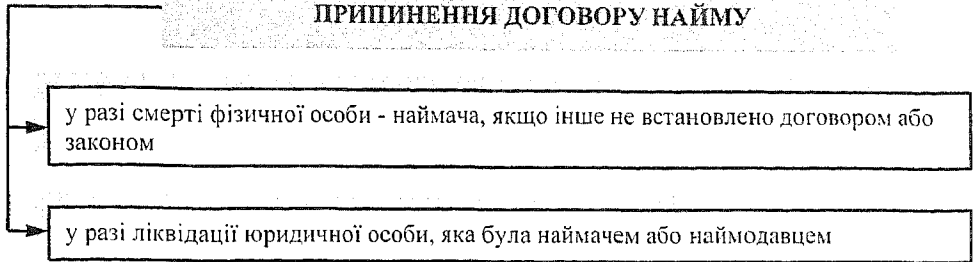 ПРИПИНЕННЯ ДОГОВОРУ НАЙМУ
у разі смерті фізичної особи - наймача, якщо інше не встановлено договором або
законом
у разі ліквідації юридичної особи, яка була наймачем або наймодавцем